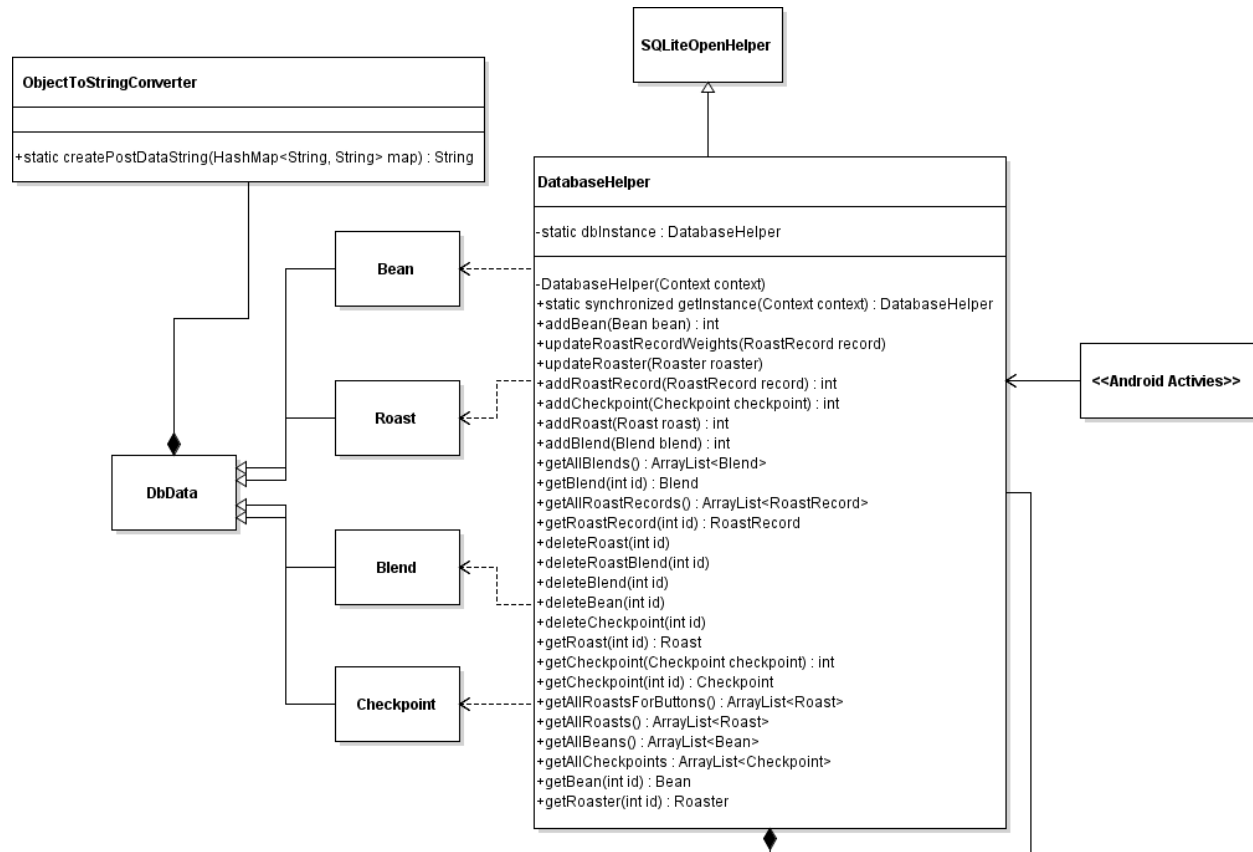 SQLiteOpenHelper
ObjectToStringConverter
+static createPostDataString(HashMap<String, String> map) : String
DatabaseHelper
-static dbInstance : DatabaseHelper
-DatabaseHelper(Context context)
+static synchronized getInstance(Context context) : DatabaseHelper
+addBean(Bean bean) : int
+updateRoastRecordWeights(RoastRecord record)
+updateRoaster(Roaster roaster)
+addRoastRecord(RoastRecord record) : int
+addCheckpoint(Checkpoint checkpoint) : int
+addRoast(Roast roast) : int
+addBlend(Blend blend) : int
+getAllBlends() : ArrayList<Blend>
+getBlend(int id) : Blend
+getAllRoastRecords() : ArrayList<RoastRecord>
+getRoastRecord(int id) : RoastRecord
+deleteRoast(int id)
+deleteRoastBlend(int id)
+deleteBlend(int id)
+deleteBean(int id)
+deleteCheckpoint(int id)
+getRoast(int id) : Roast
+getCheckpoint(Checkpoint checkpoint) : int
+getCheckpoint(int id) : Checkpoint
+getAllRoastsForButtons() : ArrayList<Roast>
+getAllRoasts() : ArrayList<Roast>
+getAllBeans() : ArrayList<Bean>
+getAllCheckpoints : ArrayList<Checkpoint>
+getBean(int id) : Bean
+getRoaster(int id) : Roaster
Bean
Roast
Blend
Checkpoint
DbData
<<Android Activies>>